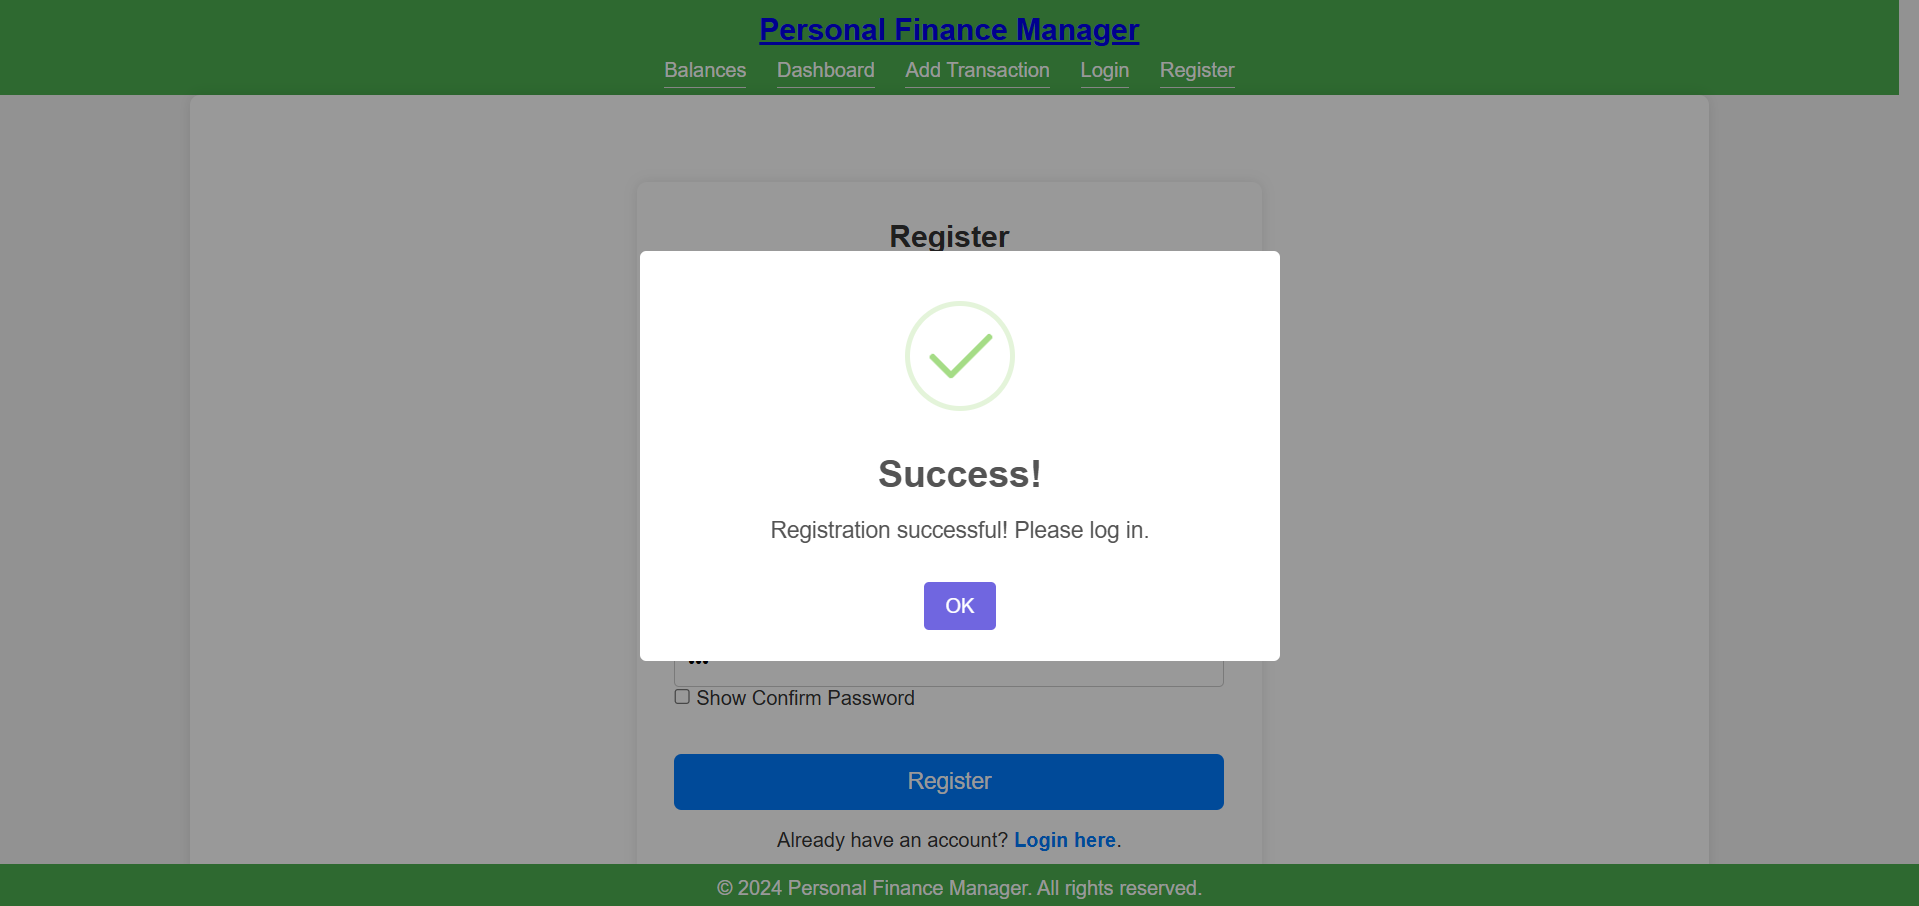 Personal Finance Manager
Balances Dashboard Add Transaction Login Register
Register
Success!
Registration successful! Please log in.
OK
Show Confirm Password
Register
Already have an account? Login here.
© 2024 Personal Finance Manager. All rights reserved.